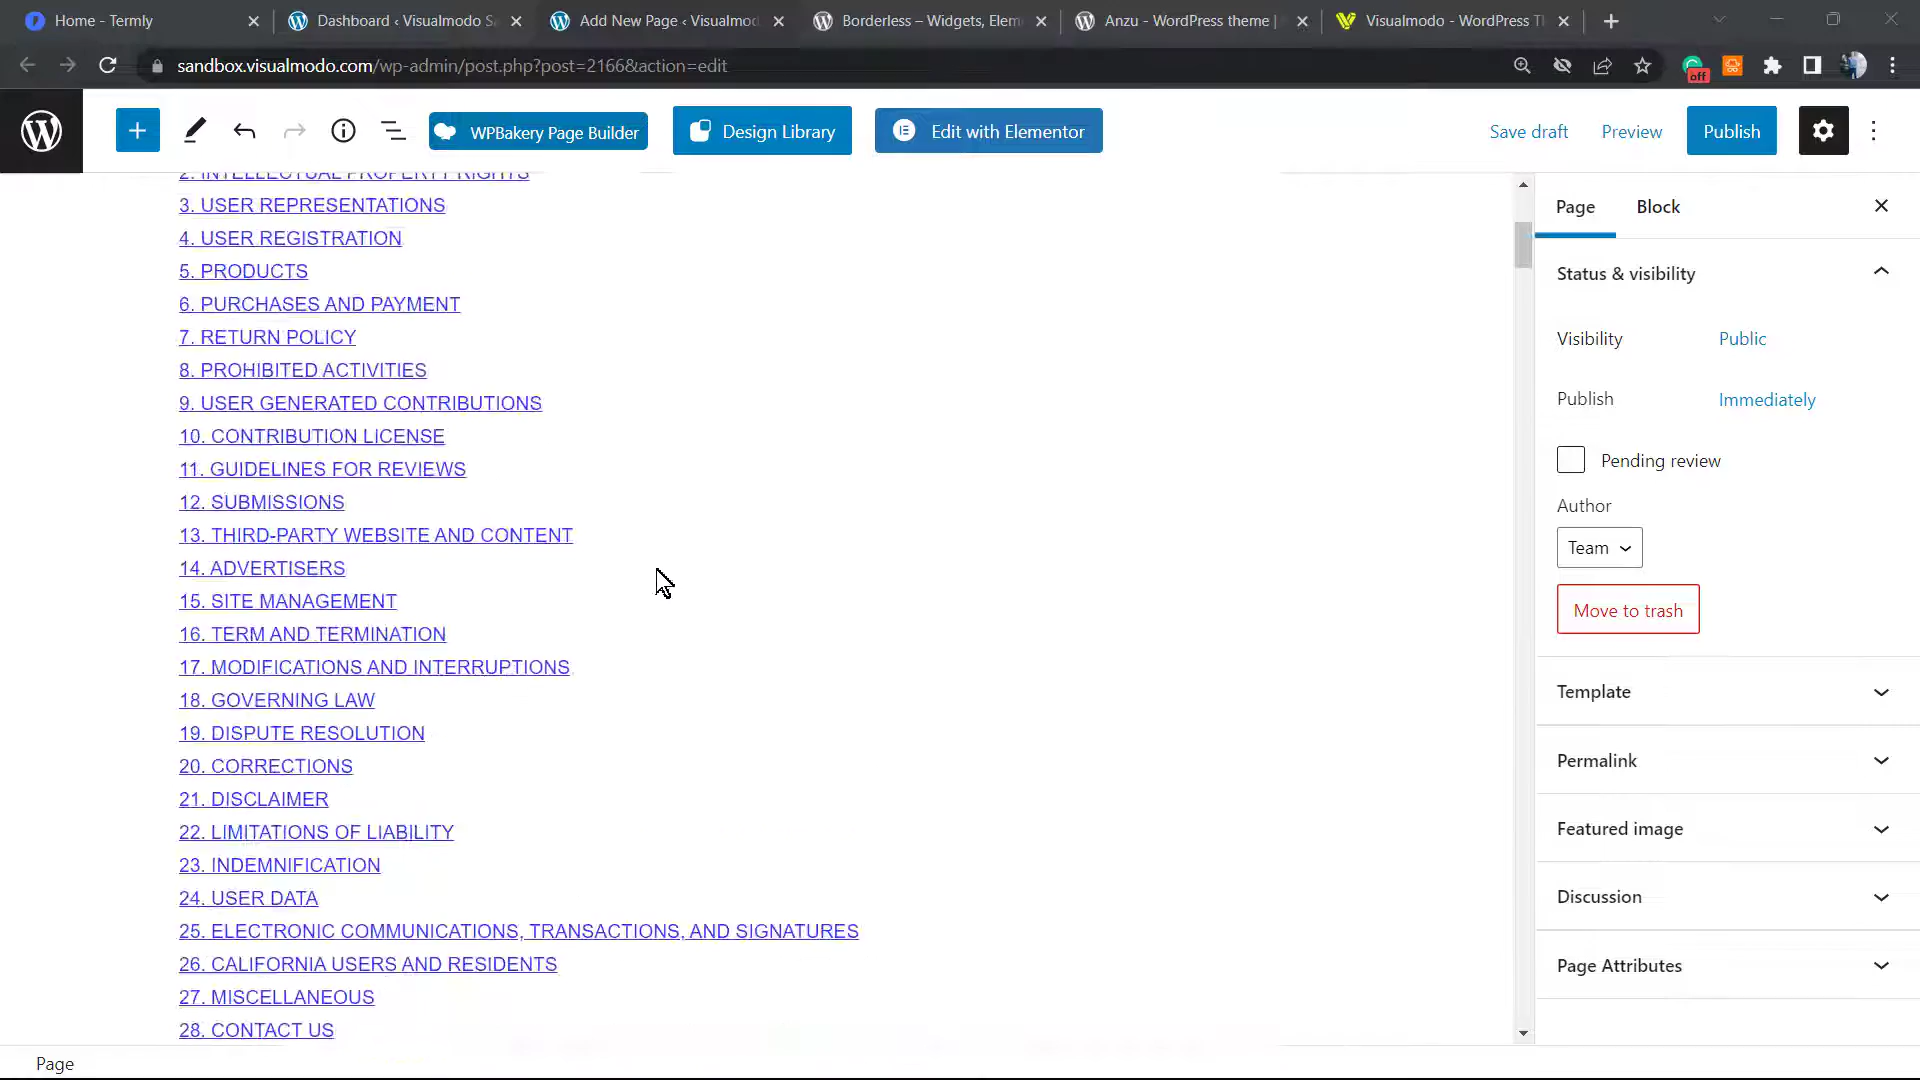 Home - Termly
Dashboard ‹ Visualmodo Sa
Add New Page ‹ Visualmod
Borderless – Widgets, Elem
Anzu - WordPress theme |
Visualmodo - WordPress Th
sandbox.visualmodo.com/wp-admin/post.php?post=2166&action=edit
off
WPBakery Page Builder
Design Library
Edit with Elementor
Save draft
Preview
Publish
2. INTELLECTUAL PROPERTY RIGHTS
3. USER REPRESENTATIONS
4. USER REGISTRATION
5. PRODUCTS
6. PURCHASES AND PAYMENT
7. RETURN POLICY
8. PROHIBITED ACTIVITIES
9. USER GENERATED CONTRIBUTIONS
10. CONTRIBUTION LICENSE
11. GUIDELINES FOR REVIEWS
12. SUBMISSIONS
13. THIRD-PARTY WEBSITE AND CONTENT
14. ADVERTISERS
15. SITE MANAGEMENT
16. TERM AND TERMINATION
17. MODIFICATIONS AND INTERRUPTIONS
18. GOVERNING LAW
19. DISPUTE RESOLUTION
20. CORRECTIONS
21. DISCLAIMER
22. LIMITATIONS OF LIABILITY
23. INDEMNIFICATION
24. USER DATA
25. ELECTRONIC COMMUNICATIONS, TRANSACTIONS, AND SIGNATURES
26. CALIFORNIA USERS AND RESIDENTS
27. MISCELLANEOUS
28. CONTACT US
Page
Block
Status & visibility
Visibility
Public
Publish
Immediately
Pending review
Author
Team
Move to trash
Template
Permalink
Featured image
Discussion
Page Attributes
Page